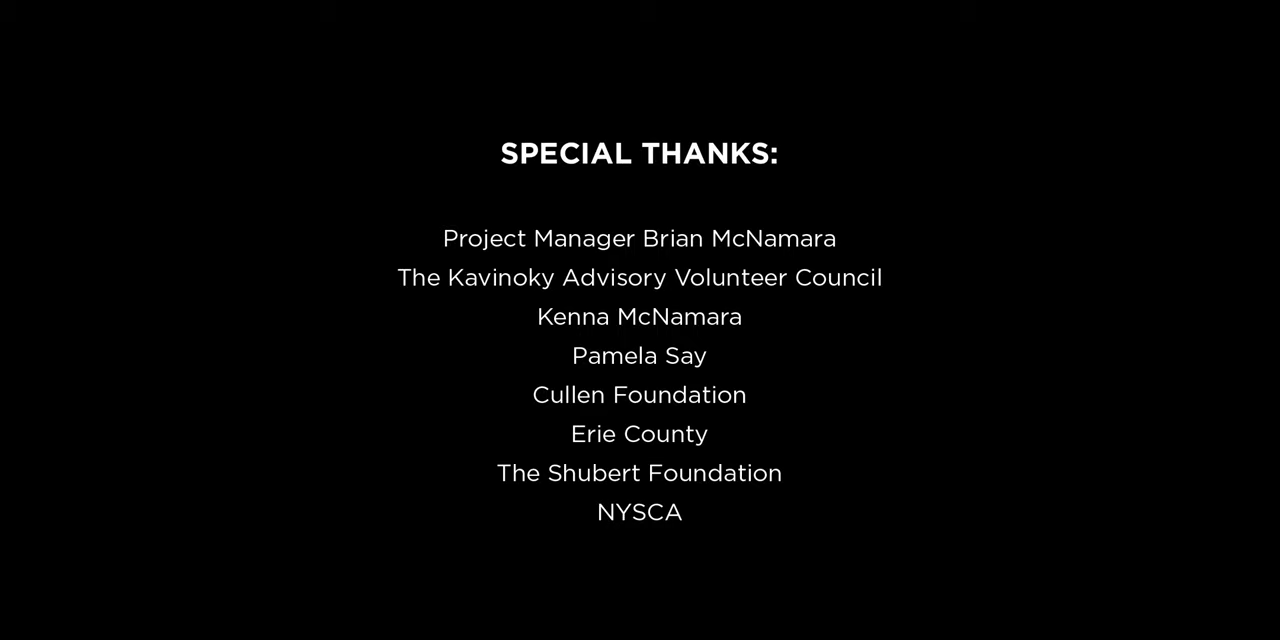 SPECIAL THANKS:
Project Manager Brian McNamara
The Kavinoky Advisory Volunteer Council
Kenna McNamara
Pamela Say
Cullen Foundation
Erie County
The Shubert Foundation
NYSCA